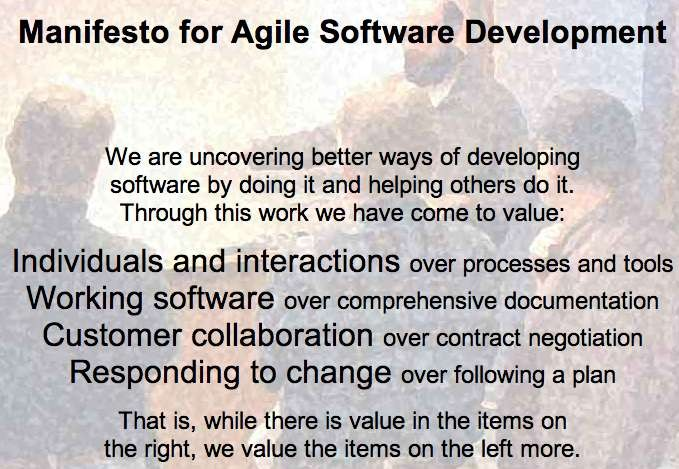 Manifesto for Agile Software Development
We are uncovering better ways of developing
software by doing it and helping others do it.
Through this work we have come to value:
Individuals and interactions over processes and tools
Working software over comprehensive documentation
Customer collaboration over contract negotiation
Responding to change over following a plan
That is, while there is value in the items on
the right, we value the items on the left more.